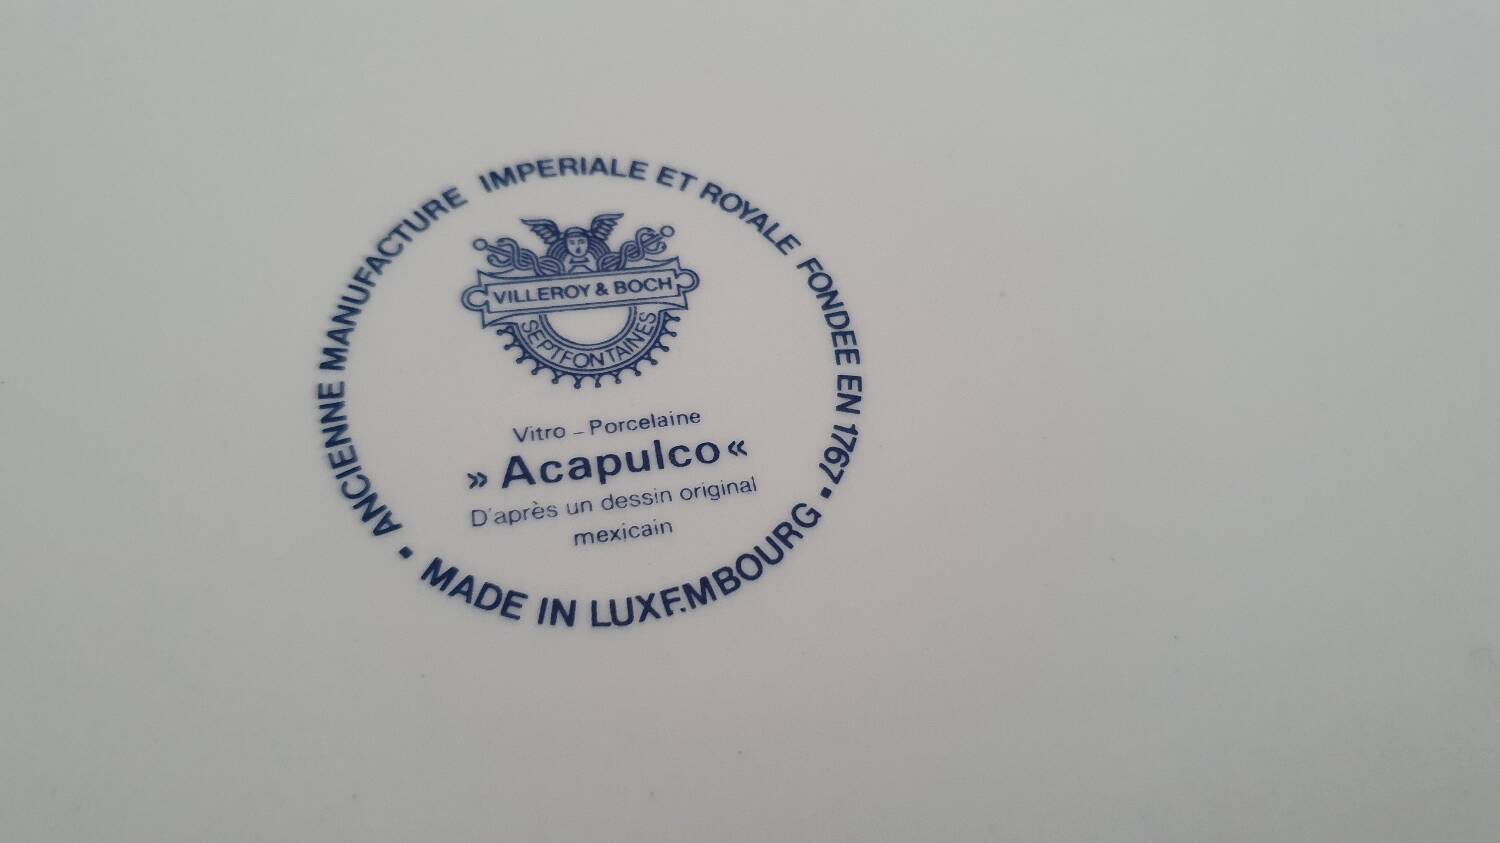 ANCIENNE MANUFACTURE IMPERIALE ET ROYALE FONDEE EN 1767
VILLEROY & BOCH
SEPTFONTAINES
Vitro - Porcelaine
» Acapulco «
D'après un dessin original
mexicain
• MADE IN LUXEMBOURG •